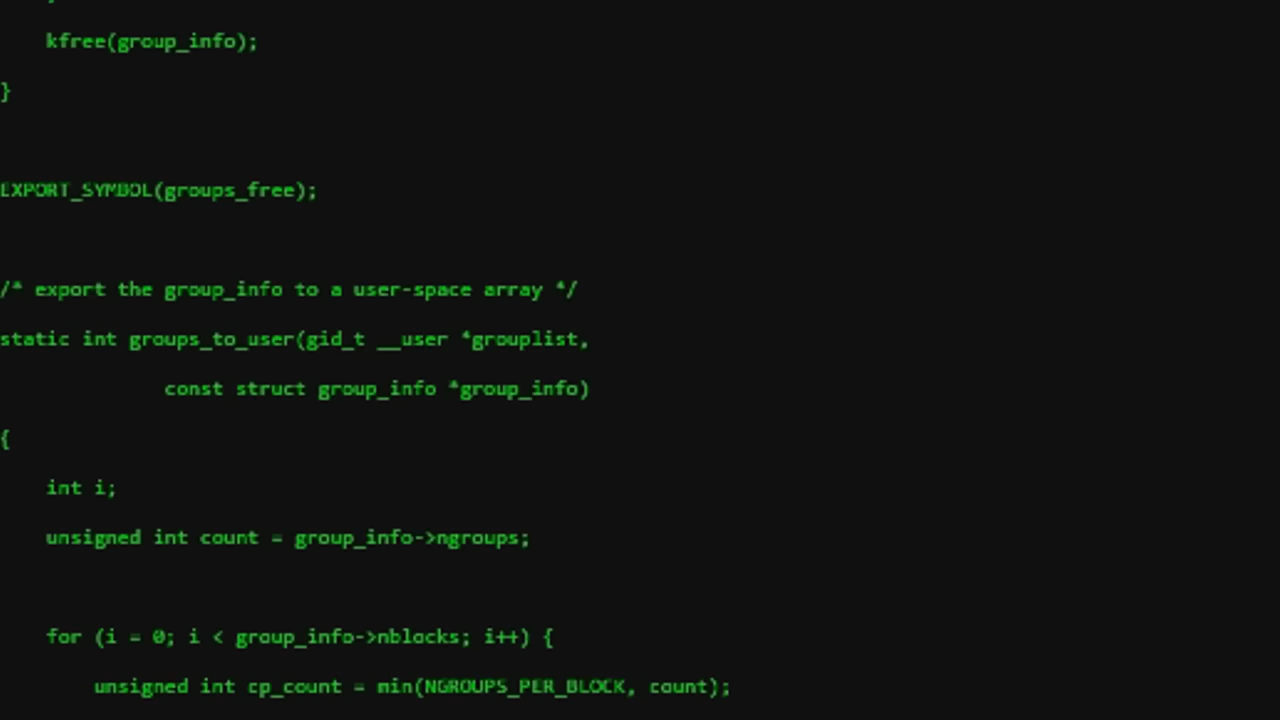 kfree(group_info);
}
EXPORT_SYMBOL(groups_free);
/* export the group_info to a user-space array */
static int groups_to_user(gid_t __user *grouplist,
const struct group_info *group_info)
{
int i;
unsigned int count = group_info->ngroups;
for (i = 0; i < group_info->nblocks; i++) {
unsigned int cp_count = min(NGROUPS_PER_BLOCK, count);